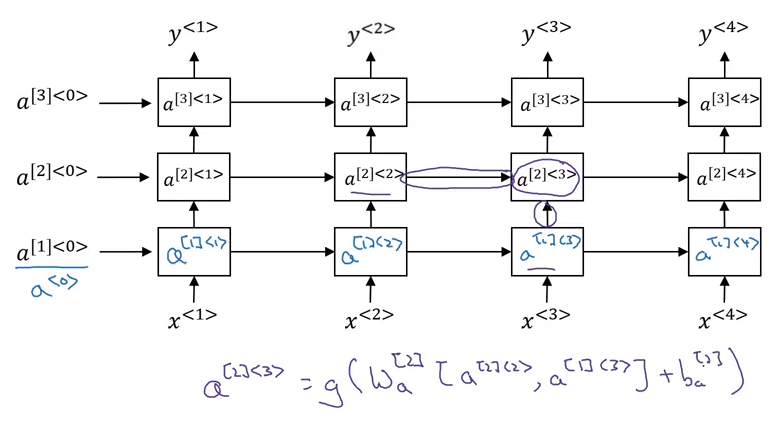 y<1> y<2> y<3> y<4>
a[3]<0> a[3]<1> a[3]<2> a[3]<3> a[3]<4>
a[2]<0> a[2]<1> a[2]<2> a[2]<3> a[2]<4>
a[1]<0> a[1]<1> a[1]<2> a[1]<3> a[1]<4>
a<0>
x<1> x<2> x<3> x<4>
a[2]<3> = g(Wa[2] [a[2]<2>, a[1]<3>] + ba[2])